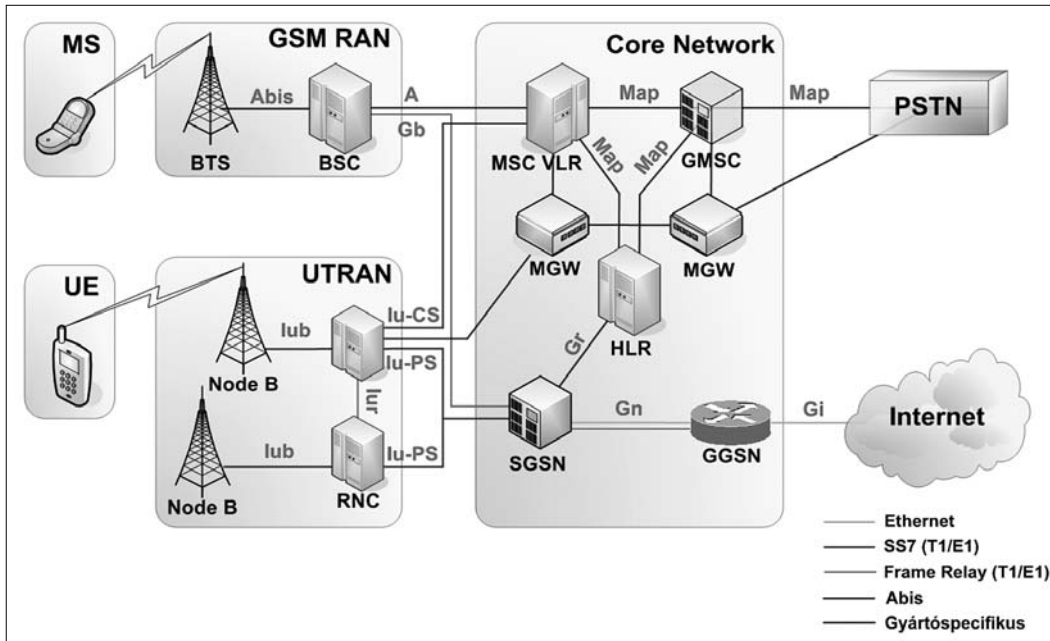 MS
GSM RAN
Core Network
Abis
A
Gb
Map
Map
PSTN
BTS
BSC
MSC VLR
GMSC
Map
Map
MGW
MGW
UE
UTRAN
Iu-CS
Iub
HLR
Iu-PS
Gr
Node B
Iur
Gn
Gi
Internet
Iub
Iu-PS
SGSN
GGSN
Node B
RNC
Ethernet
SS7 (T1/E1)
Frame Relay (T1/E1)
Abis
Gyártóspecifikus